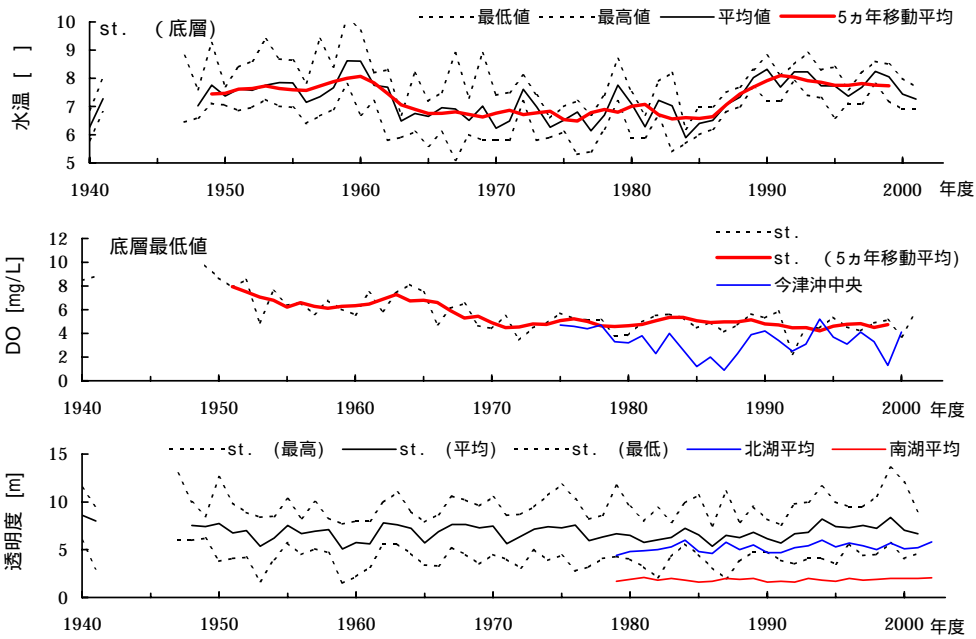 st. （底層）
最低値 最高値 平均値 5ヵ年移動平均
水温 [ ]
10
9
8
7
6
5
1940 1950 1960 1970 1980 1990 2000 年度
底層最低値
st.
st. （5ヵ年移動平均）
今津沖中央
DO [mg/L]
12
10
8
6
4
2
0
1940 1950 1960 1970 1980 1990 2000 年度
st. (最高) st. (平均) st. (最低) 北湖平均 南湖平均
透明度 [m]
15
10
5
0
1940 1950 1960 1970 1980 1990 2000 年度